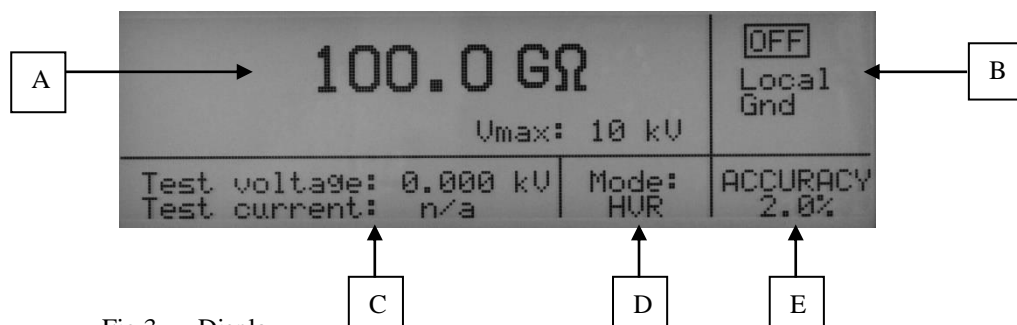 A
100.0 GΩ
Vmax: 10 kV
OFF
Local
Gnd
B
Test voltage: 0.000 kV
Test current: n/a
Mode:
HVR
ACCURACY
2.0%
C
D
E